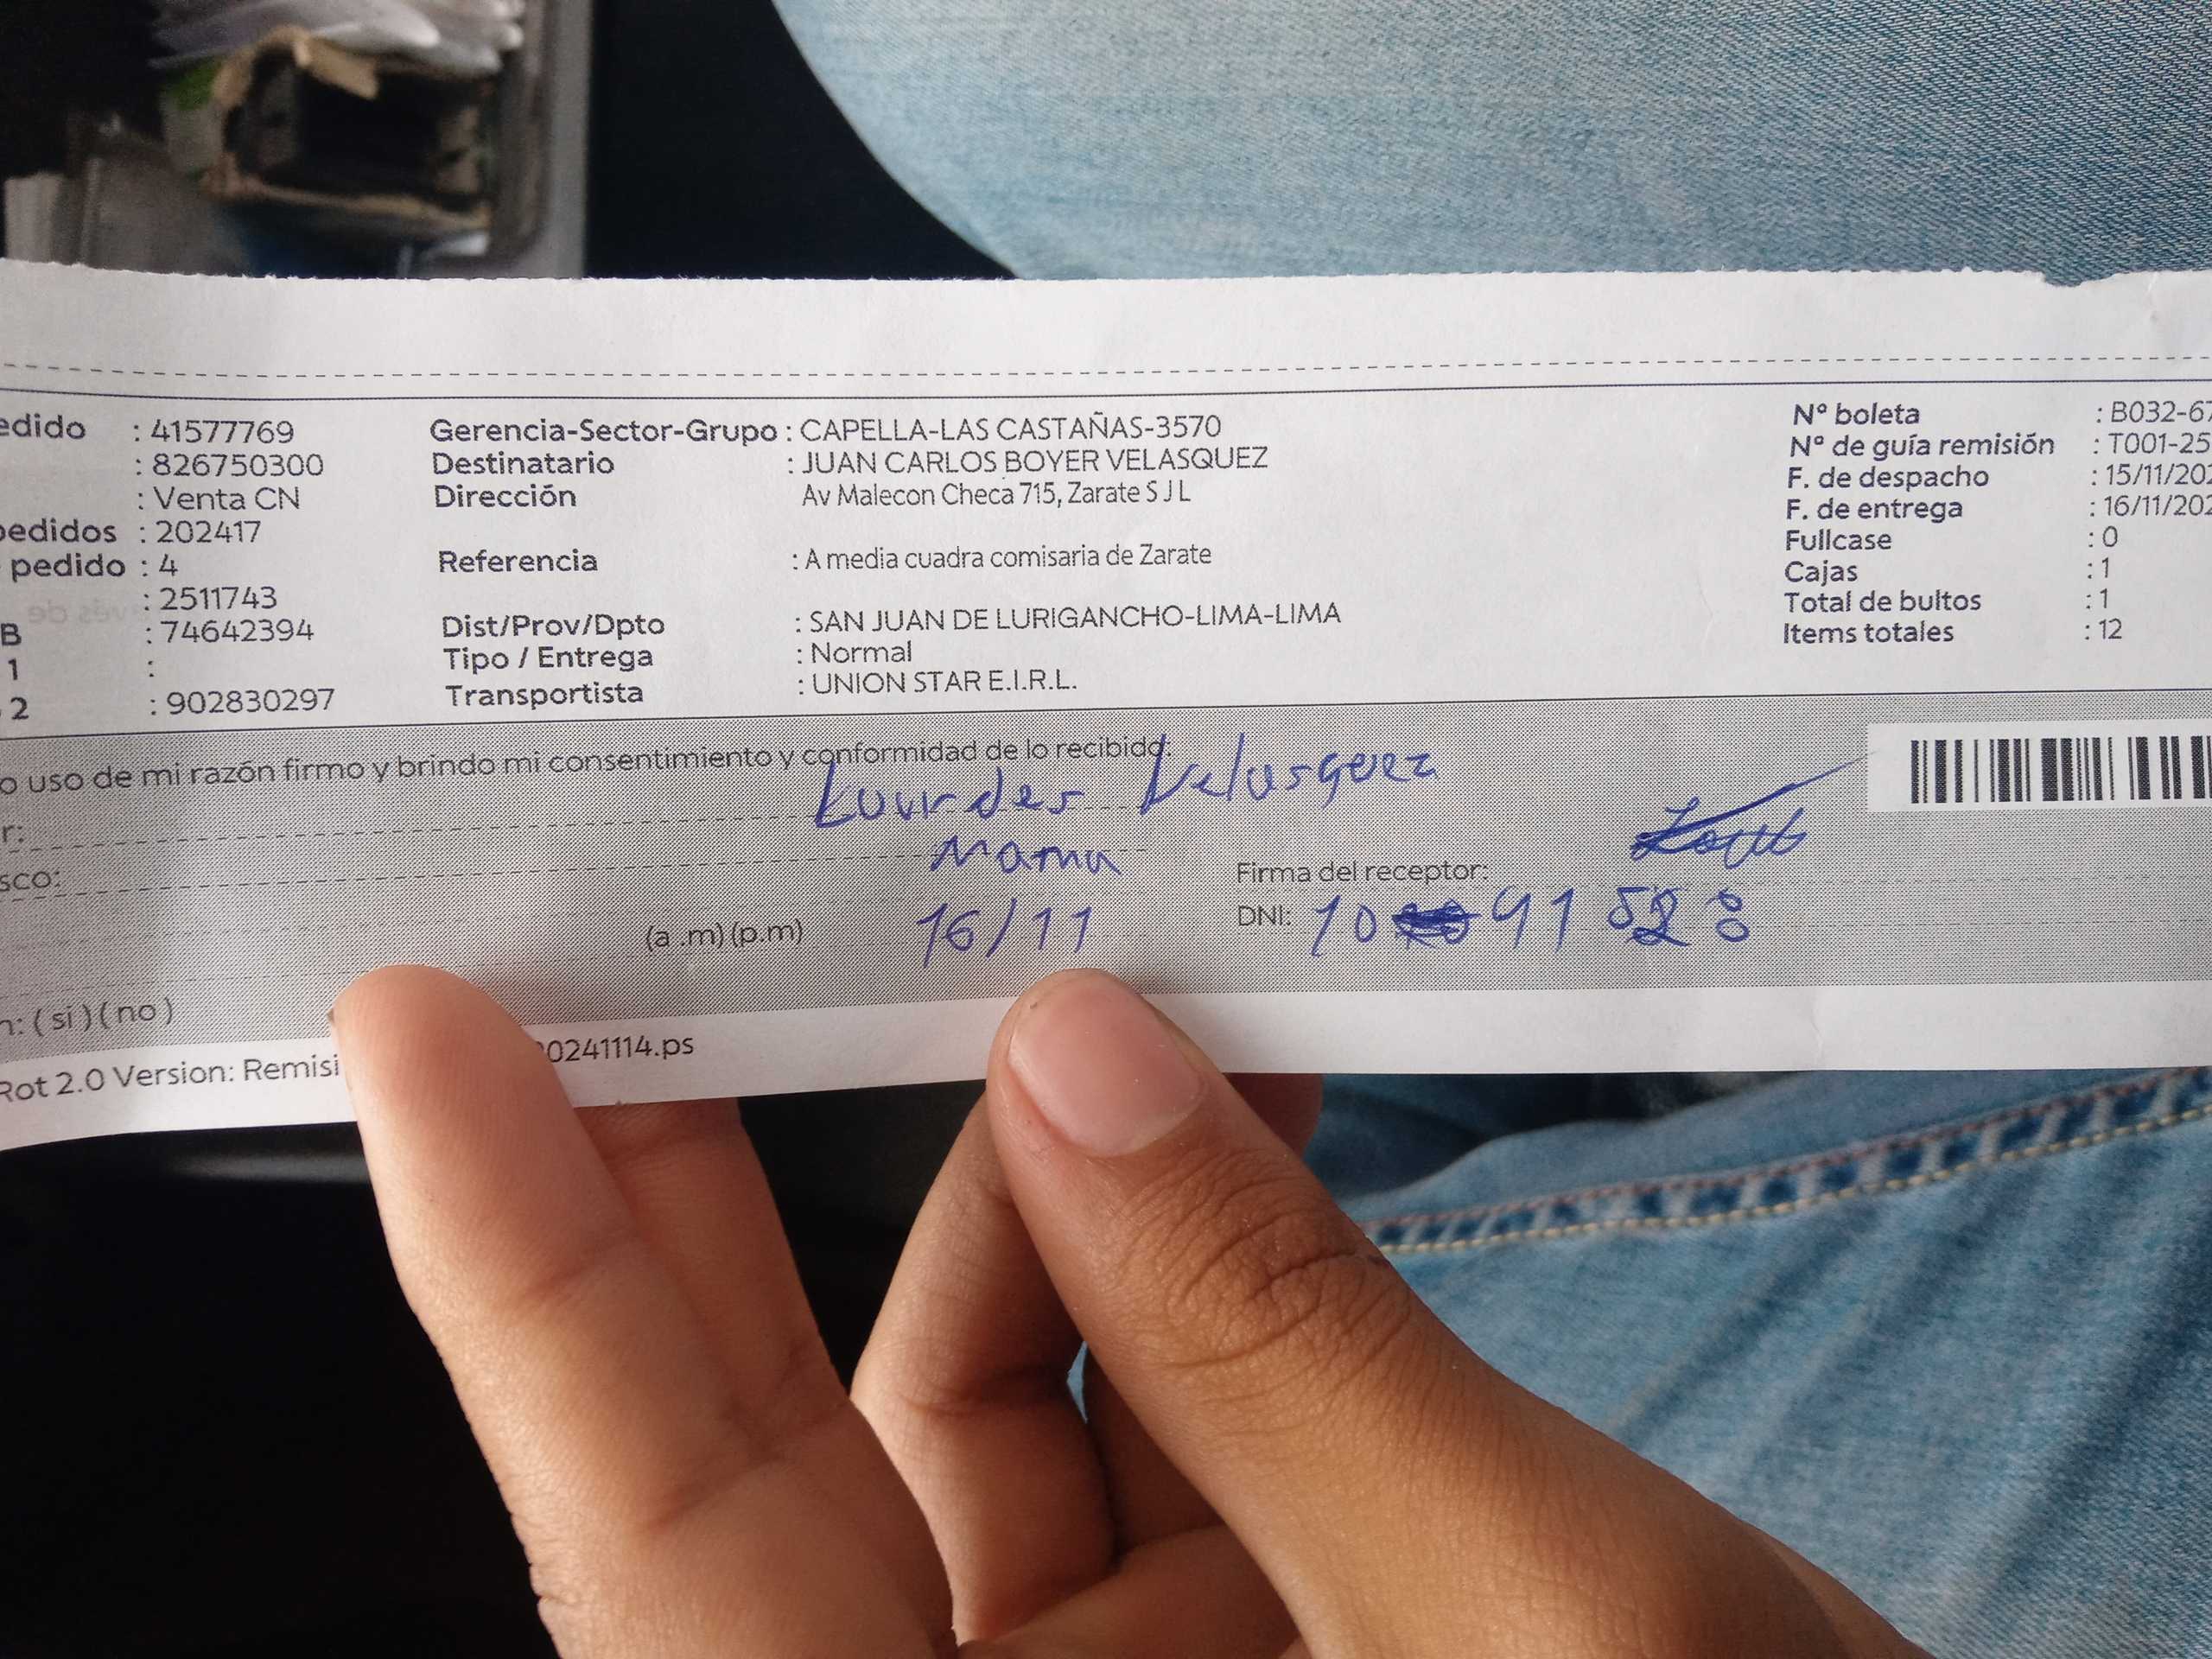 edido : 41577769
: 826750300
: Venta CN
pedidos : 202417
pedido : 4
: 2511743
B : 74642394
1 :
2 : 902830297
Gerencia-Sector-Grupo : CAPELLA-LAS CASTAÑAS-3570
Destinatario : JUAN CARLOS BOYER VELASQUEZ
Dirección Av Malecon Checa 715, Zarate S J L
Referencia : A media cuadra comisaria de Zarate
Dist/Prov/Dpto : SAN JUAN DE LURIGANCHO-LIMA-LIMA
Tipo / Entrega : Normal
Transportista : UNION STAR E.I.R.L.
N° boleta : B032-67
N° de guía remisión : T001-25
F. de despacho : 15/11/202
F. de entrega : 16/11/202
Fullcase : 0
Cajas : 1
Total de bultos : 1
Items totales : 12
o uso de mi razón firmo y brindo mi consentimiento y conformidad de lo recibido:
r: Lourdes Velasquez
sco: Mama
(a .m) (p.m) 16/11
Firma del receptor:
DNI: 10 91 528
n: ( si ) ( no )
Rot 2.0 Version: Remisi 0241114.ps